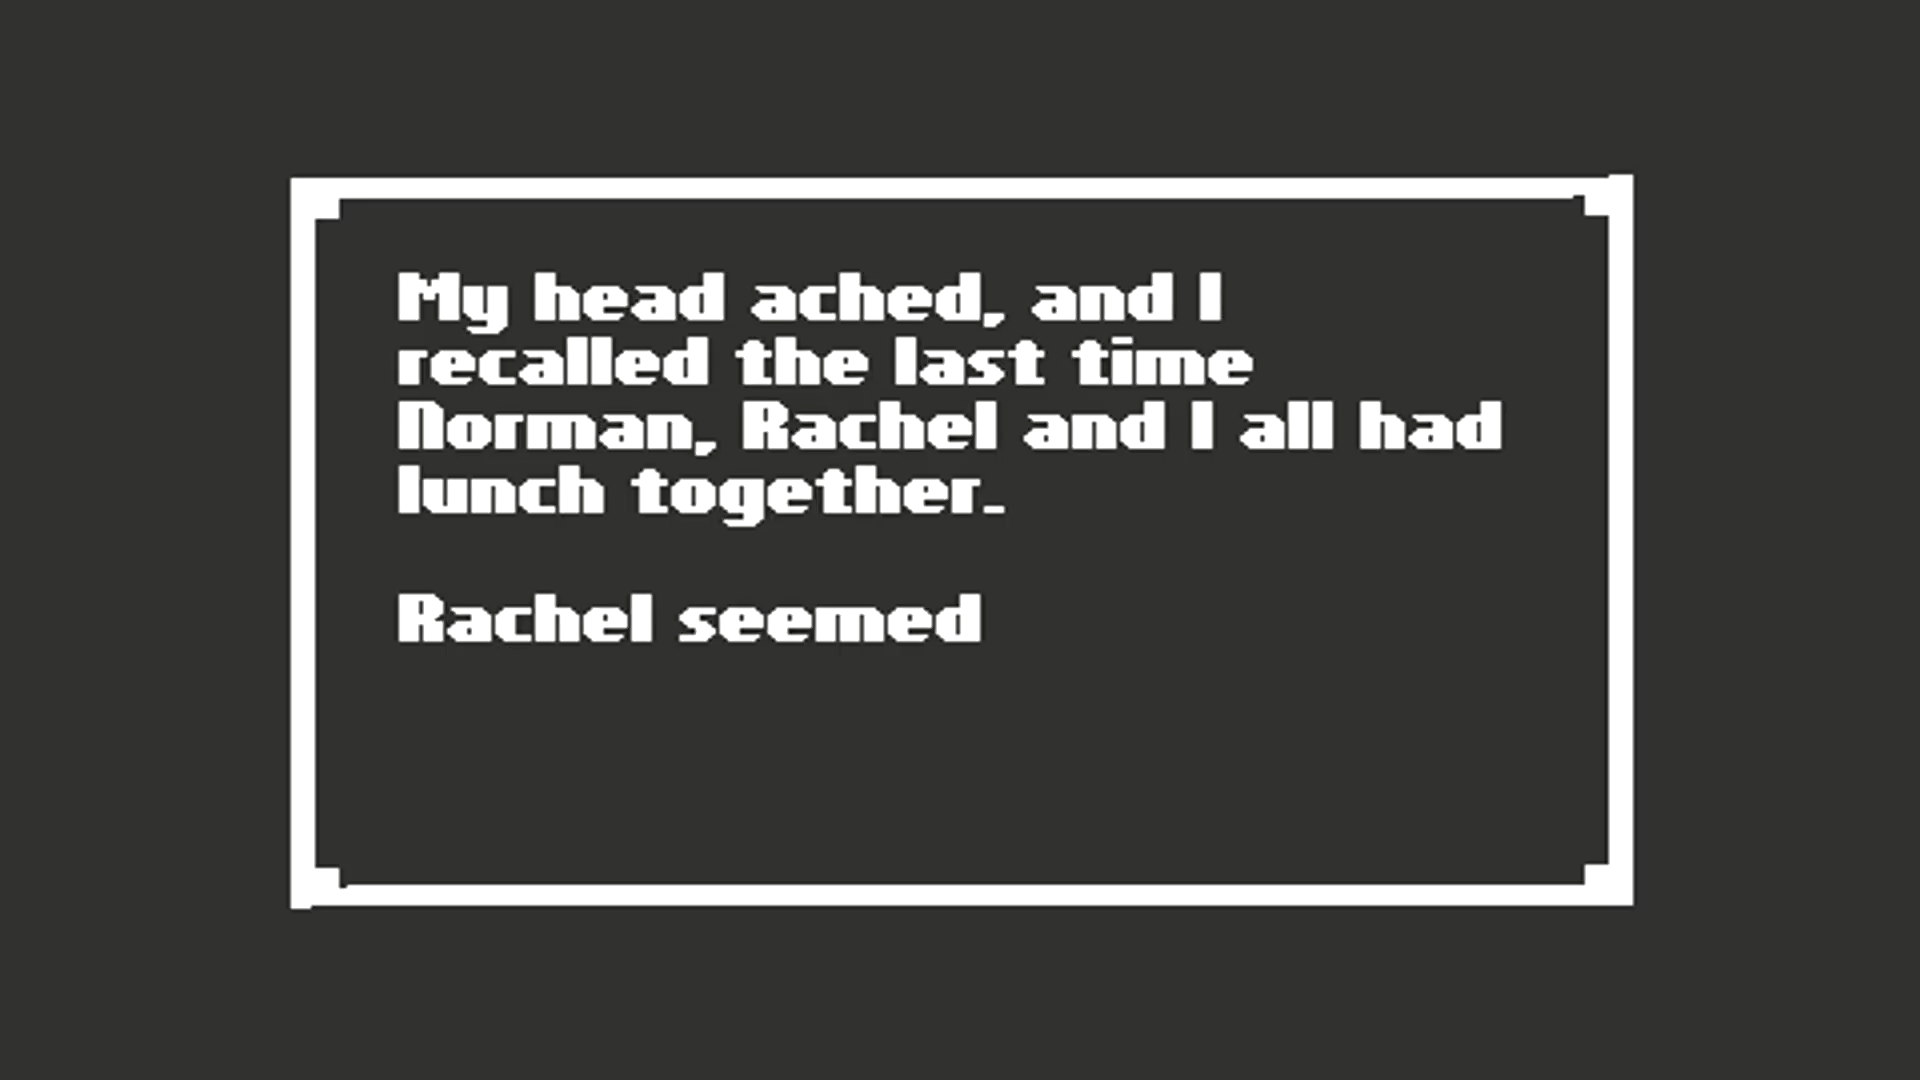 My head ached, and I
recalled the last time
Norman, Rachel and I all had
lunch together.
Rachel seemed